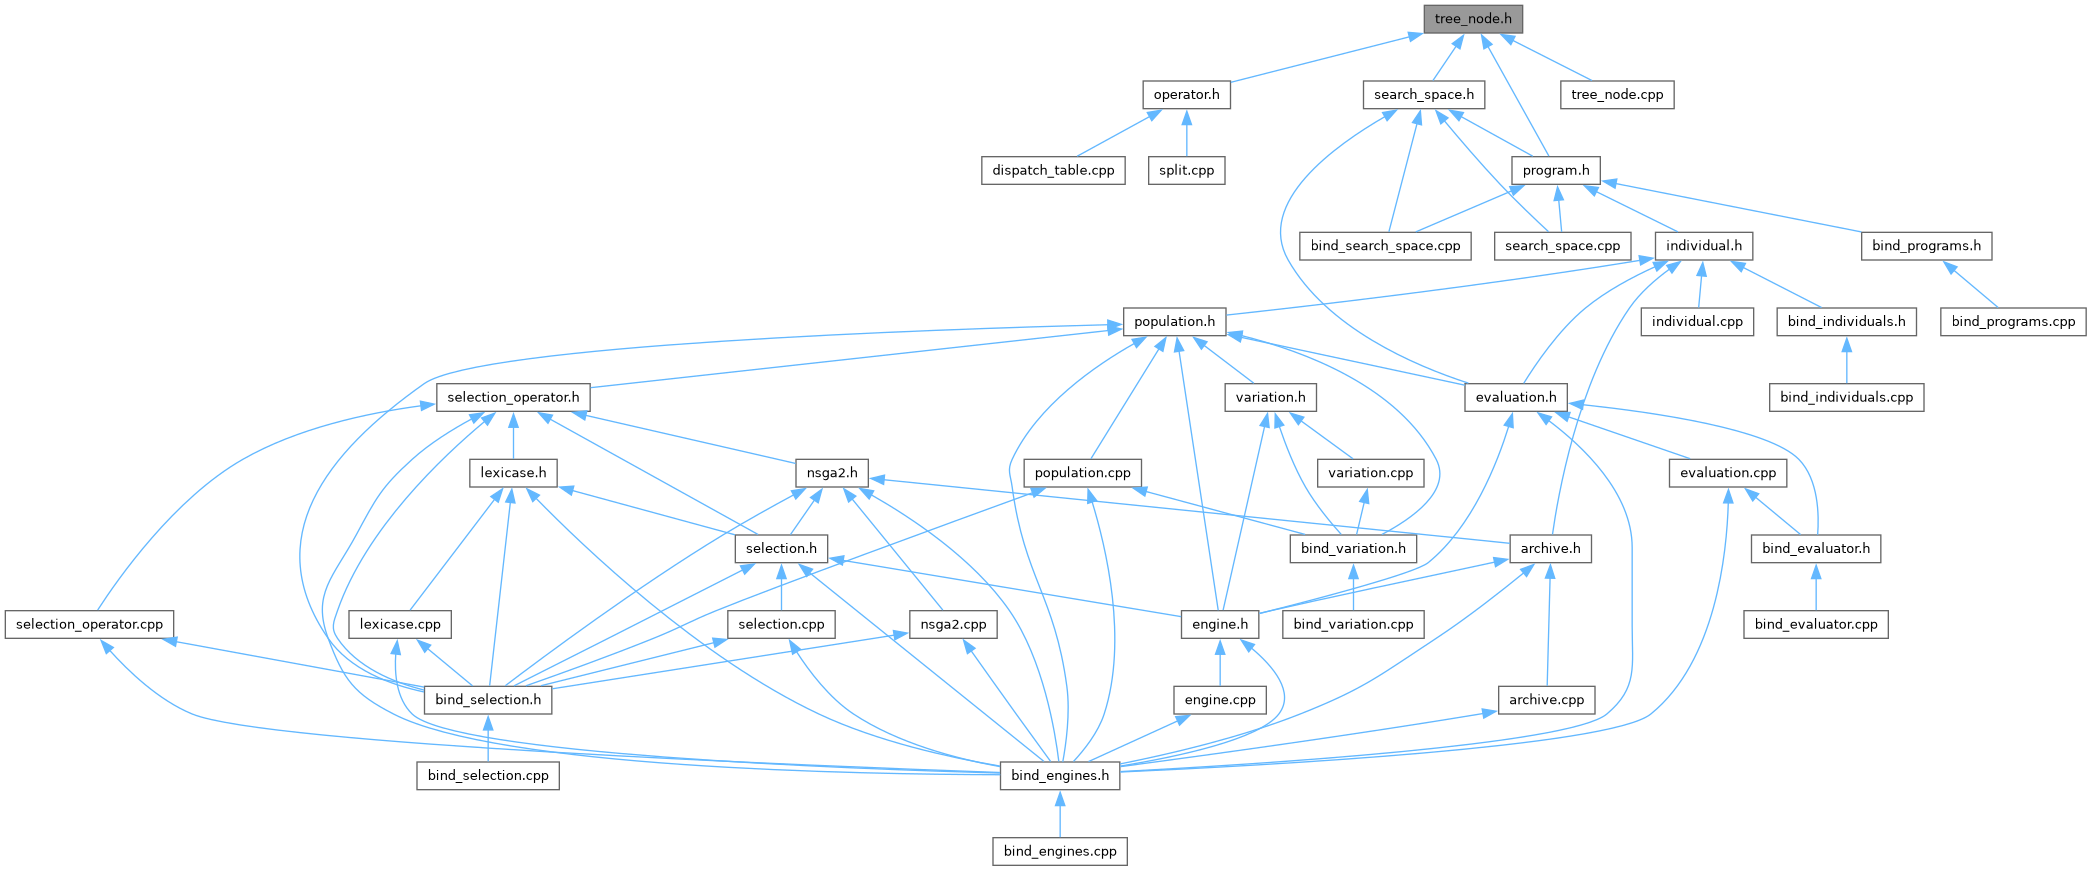 tree_node.h
operator.h
search_space.h
tree_node.cpp
dispatch_table.cpp
split.cpp
program.h
bind_search_space.cpp
search_space.cpp
individual.h
bind_programs.h
population.h
individual.cpp
bind_individuals.h
bind_programs.cpp
selection_operator.h
variation.h
evaluation.h
bind_individuals.cpp
lexicase.h
nsga2.h
population.cpp
variation.cpp
evaluation.cpp
selection.h
bind_variation.h
archive.h
bind_evaluator.h
selection_operator.cpp
lexicase.cpp
selection.cpp
nsga2.cpp
engine.h
bind_variation.cpp
bind_evaluator.cpp
bind_selection.h
engine.cpp
archive.cpp
bind_selection.cpp
bind_engines.h
bind_engines.cpp